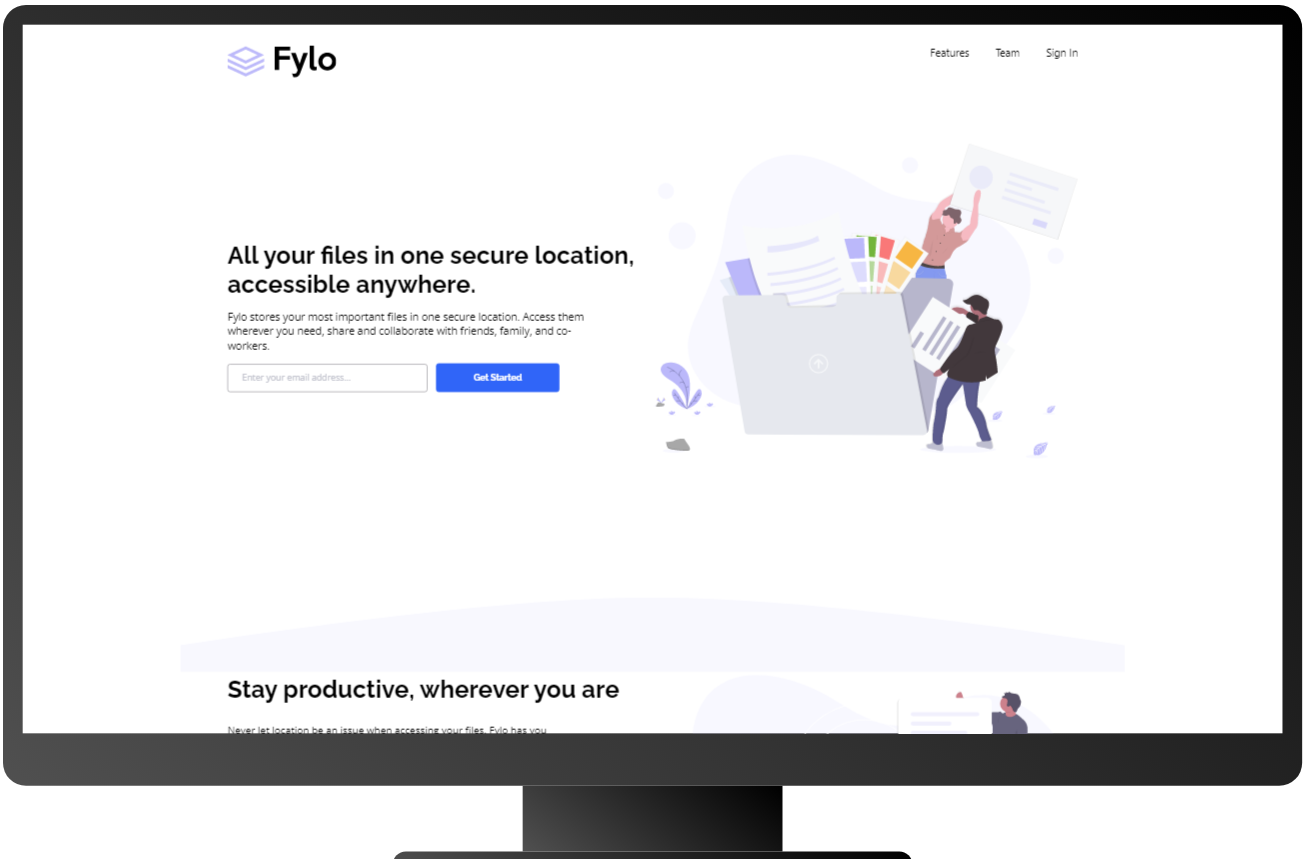 Fylo
Features
Team
Sign In
All your files in one secure location,
accessible anywhere.
Fylo stores your most important files in one secure location. Access them
wherever you need, share and collaborate with friends, family, and co-
workers.
Enter your email address...
Get Started
Stay productive, wherever you are
Never let location be an issue when accessing your files. Fylo has you